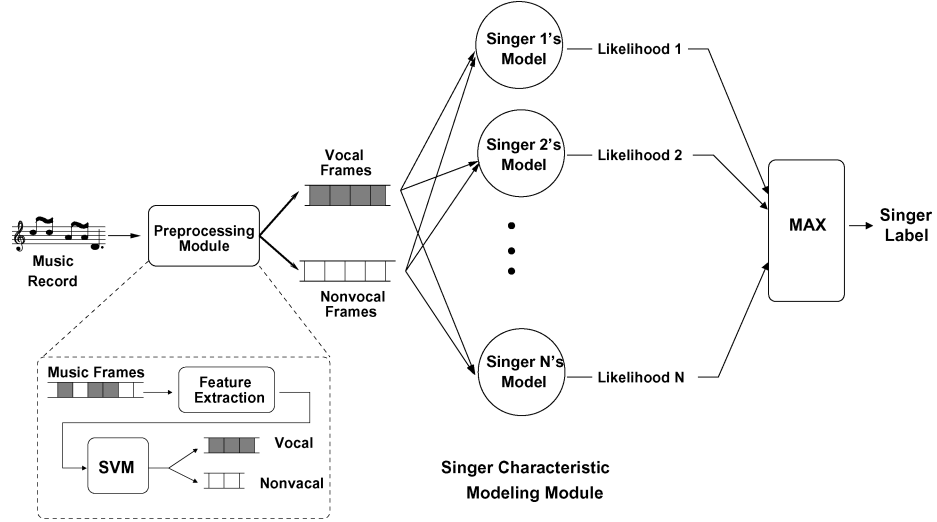 Singer 1's
Model
Likelihood 1
Singer 2's
Model
Likelihood 2
Vocal
Frames
Preprocessing
Module
Music
Record
Nonvocal
Frames
MAX
Singer
Label
Singer N's
Model
Likelihood N
Music Frames
Feature
Extraction
SVM
Vocal
Nonvacal
Singer Characteristic
Modeling Module